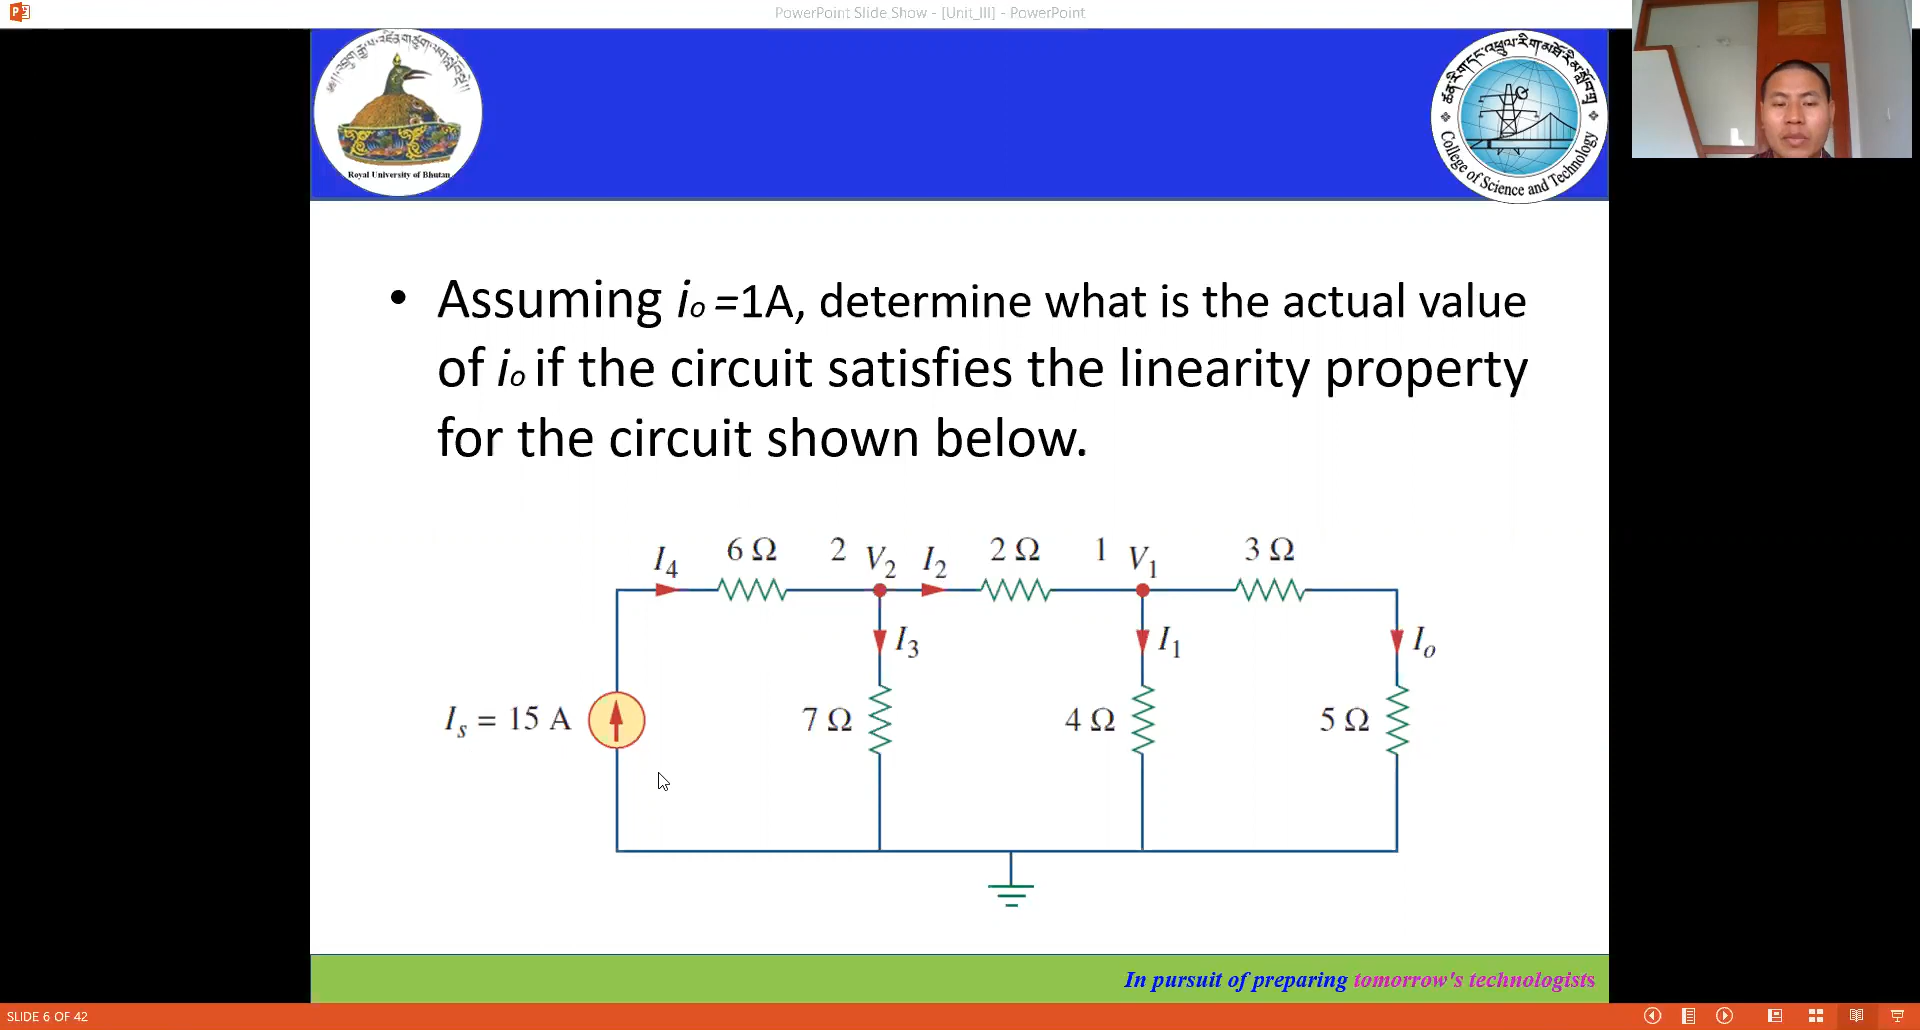 PowerPoint Slide Show - [Unit_III] - PowerPoint
Royal University of Bhutan
College of Science and Technology
• Assuming io =1A, determine what is the actual value
of io if the circuit satisfies the linearity property
for the circuit shown below.
I4 6 Ω 2 V2 I2 2 Ω 1 V1 3 Ω
I3 I1 Io
Is = 15 A 7 Ω 4 Ω 5 Ω
In pursuit of preparing tomorrow's technologists
SLIDE 6 OF 42